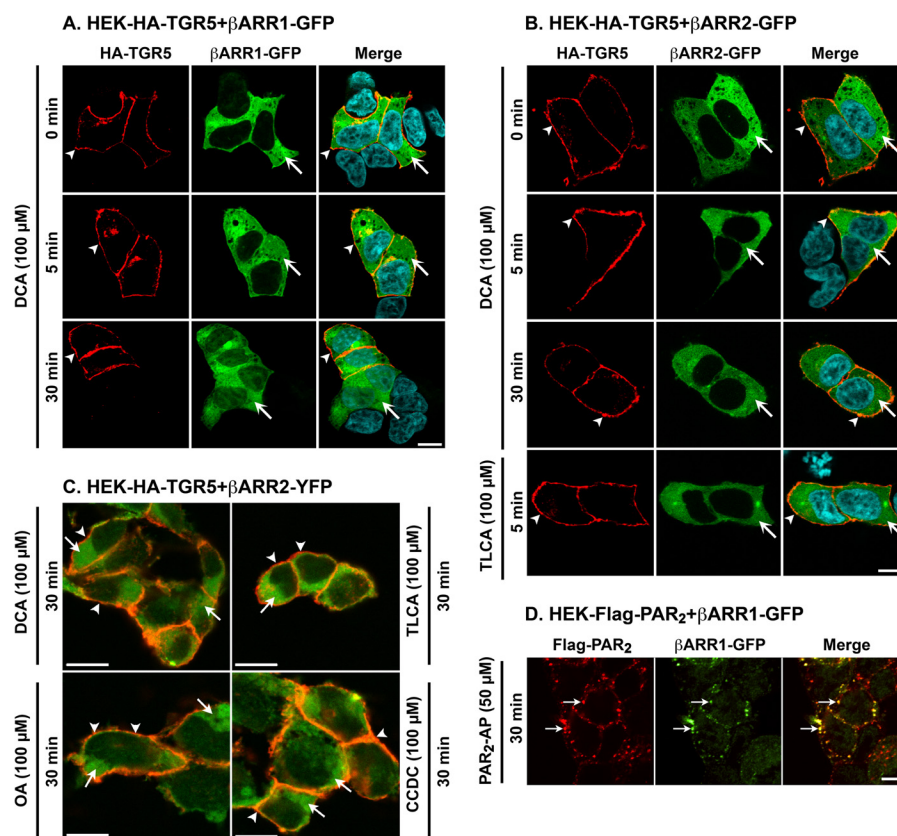 A. HEK-HA-TGR5+βARR1-GFP
HA-TGR5 βARR1-GFP Merge
DCA (100 μM)
0 min
5 min
30 min
B. HEK-HA-TGR5+βARR2-GFP
HA-TGR5 βARR2-GFP Merge
DCA (100 μM)
0 min
5 min
30 min
TLCA (100 μM)
5 min
C. HEK-HA-TGR5+βARR2-YFP
DCA (100 μM)
30 min
TLCA (100 μM)
30 min
OA (100 μM)
30 min
CCDC (100 μM)
30 min
D. HEK-Flag-PAR₂+βARR1-GFP
Flag-PAR₂ βARR1-GFP Merge
PAR₂-AP (50 μM)
30 min